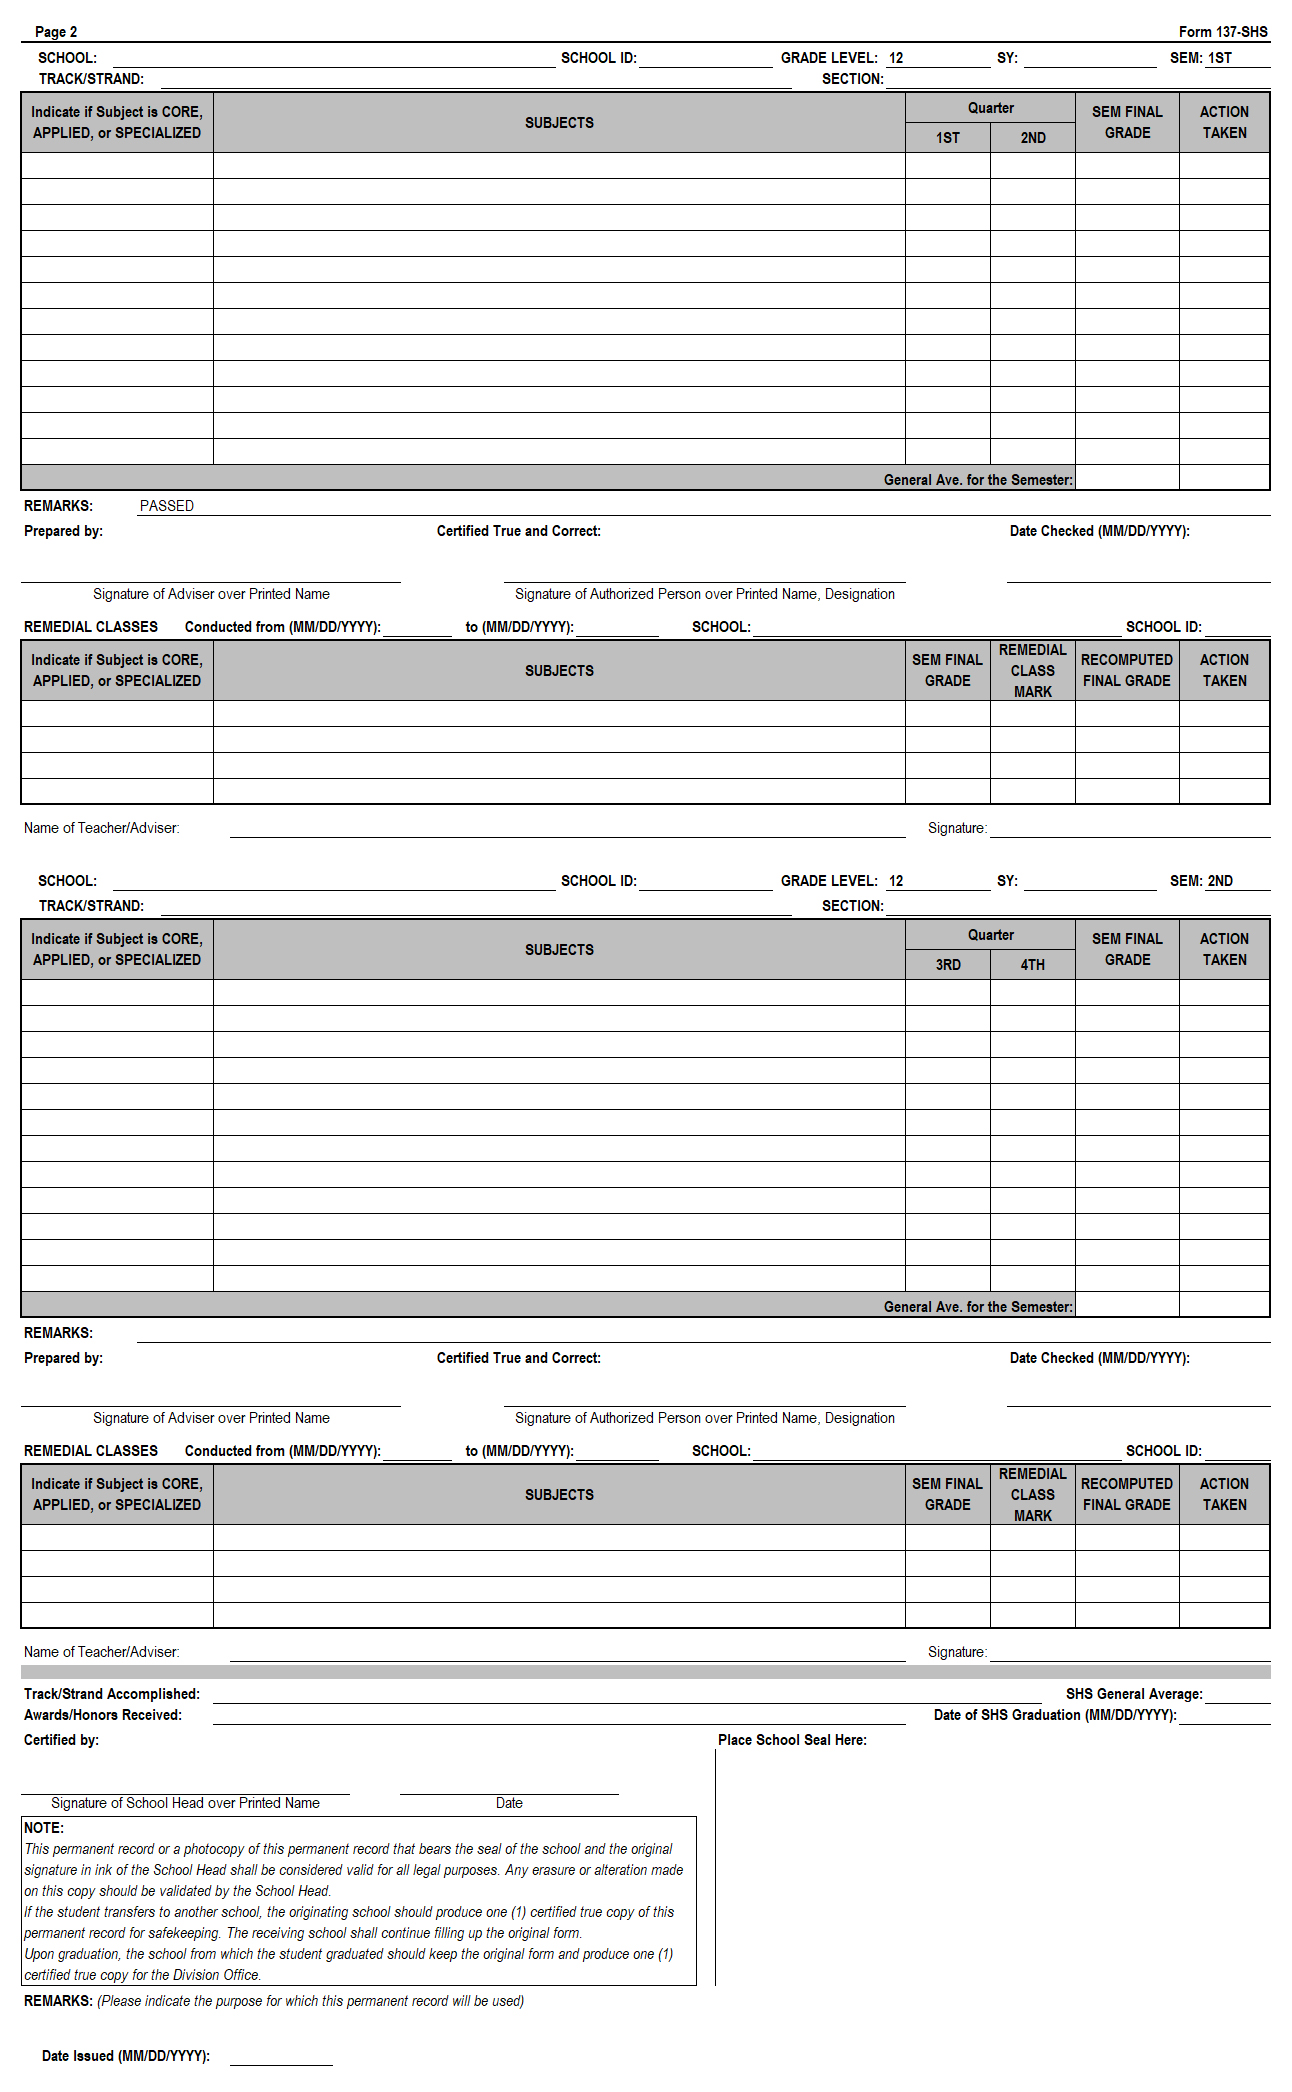 Page 2 Form 137-SHS
SCHOOL: SCHOOL ID: GRADE LEVEL: 12 SY: SEM: 1ST
TRACK/STRAND: SECTION:
Indicate if Subject is CORE, APPLIED, or SPECIALIZED SUBJECTS Quarter SEM FINAL GRADE ACTION TAKEN
1ST 2ND
General Ave. for the Semester:
REMARKS: PASSED
Prepared by: Certified True and Correct: Date Checked (MM/DD/YYYY):
Signature of Adviser over Printed Name Signature of Authorized Person over Printed Name, Designation
REMEDIAL CLASSES Conducted from (MM/DD/YYYY): to (MM/DD/YYYY): SCHOOL: SCHOOL ID:
Indicate if Subject is CORE, APPLIED, or SPECIALIZED SUBJECTS SEM FINAL GRADE REMEDIAL CLASS MARK RECOMPUTED FINAL GRADE ACTION TAKEN
Name of Teacher/Adviser: Signature:
SCHOOL: SCHOOL ID: GRADE LEVEL: 12 SY: SEM: 2ND
TRACK/STRAND: SECTION:
Indicate if Subject is CORE, APPLIED, or SPECIALIZED SUBJECTS Quarter SEM FINAL GRADE ACTION TAKEN
3RD 4TH
General Ave. for the Semester:
REMARKS:
Prepared by: Certified True and Correct: Date Checked (MM/DD/YYYY):
Signature of Adviser over Printed Name Signature of Authorized Person over Printed Name, Designation
REMEDIAL CLASSES Conducted from (MM/DD/YYYY): to (MM/DD/YYYY): SCHOOL: SCHOOL ID:
Indicate if Subject is CORE, APPLIED, or SPECIALIZED SUBJECTS SEM FINAL GRADE REMEDIAL CLASS MARK RECOMPUTED FINAL GRADE ACTION TAKEN
Name of Teacher/Adviser: Signature:
Track/Strand Accomplished: SHS General Average:
Awards/Honors Received: Date of SHS Graduation (MM/DD/YYYY):
Certified by: Place School Seal Here:
Signature of School Head over Printed Name Date
NOTE:
This permanent record or a photocopy of this permanent record that bears the seal of the school and the original
signature in ink of the School Head shall be considered valid for all legal purposes. Any erasure or alteration made
on this copy should be validated by the School Head.
If the student transfers to another school, the originating school should produce one (1) certified true copy of this
permanent record for safekeeping. The receiving school shall continue filling up the original form.
Upon graduation, the school from which the student graduated should keep the original form and produce one (1)
certified true copy for the Division Office.
REMARKS: (Please indicate the purpose for which this permanent record will be used)
Date Issued (MM/DD/YYYY):